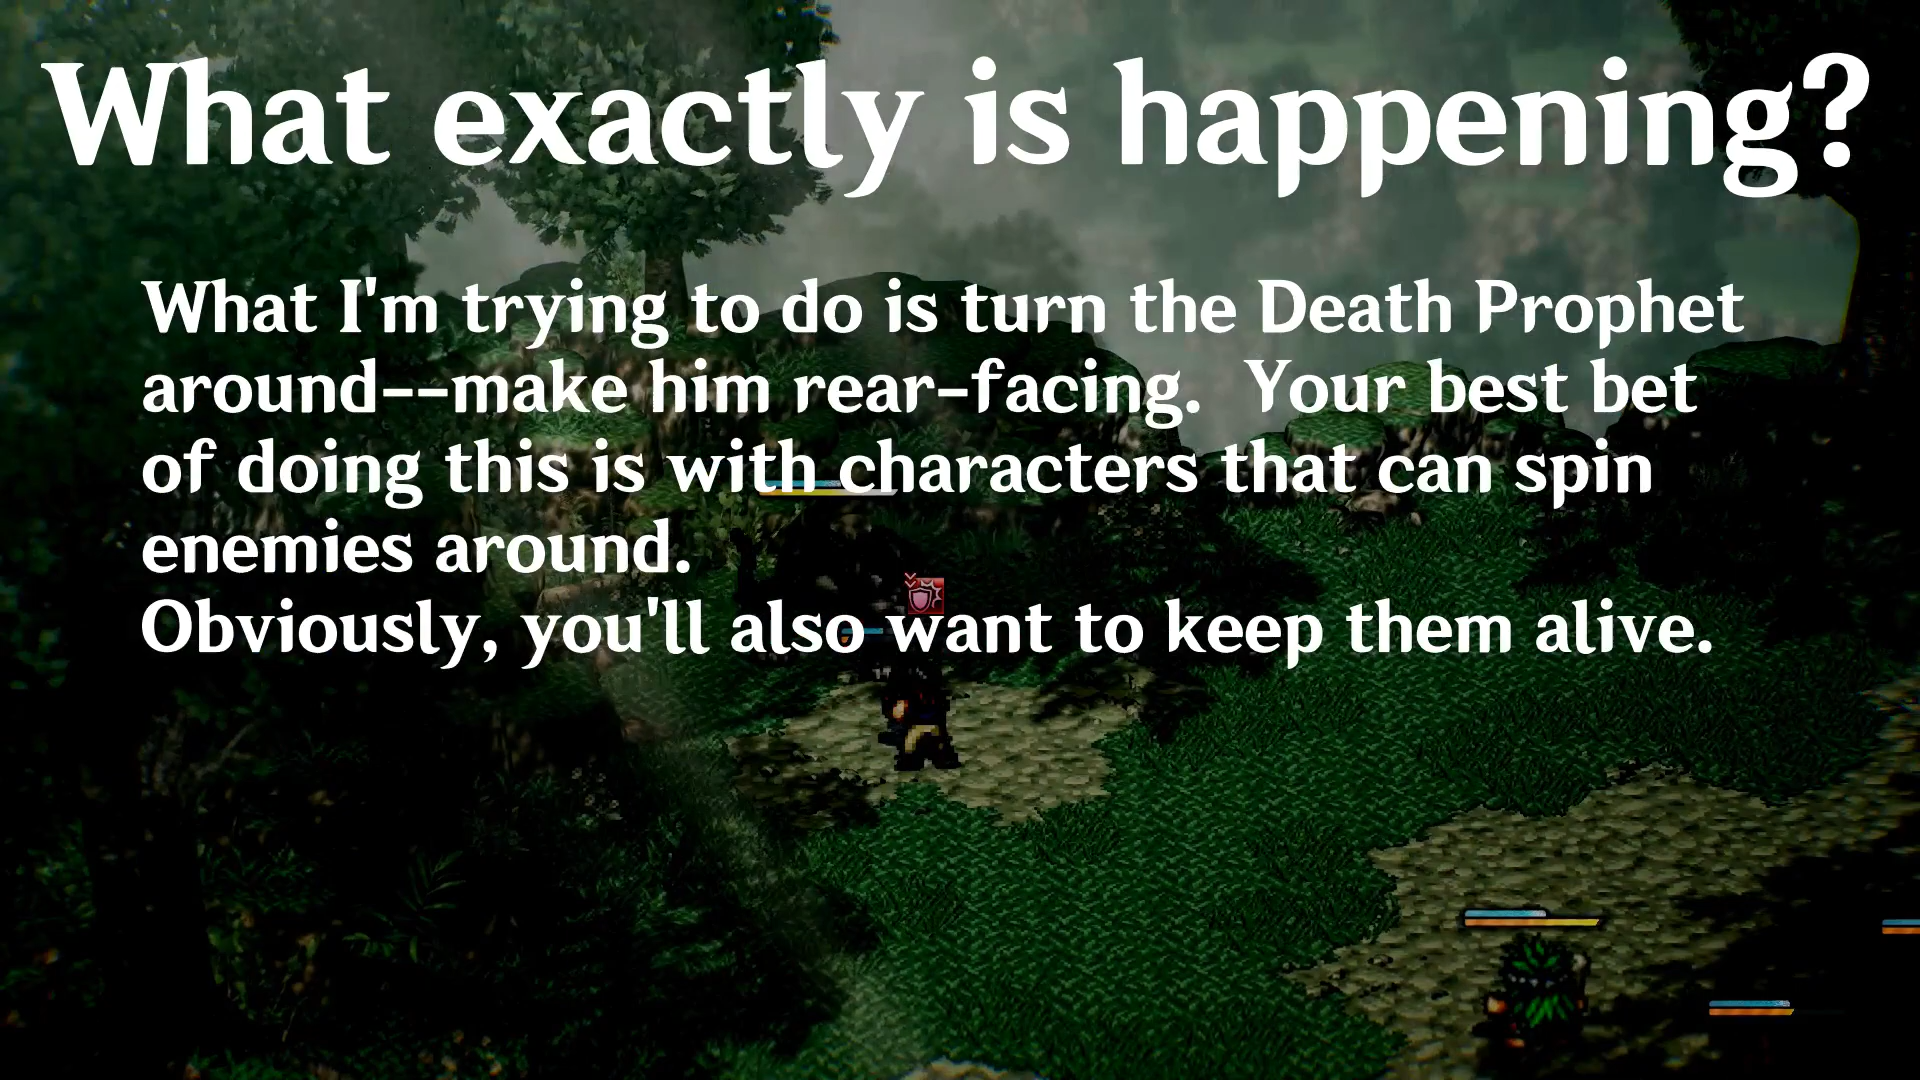 What exactly is happening?
What I'm trying to do is turn the Death Prophet
around--make him rear-facing.  Your best bet
of doing this is with characters that can spin
enemies around.
Obviously, you'll also want to keep them alive.